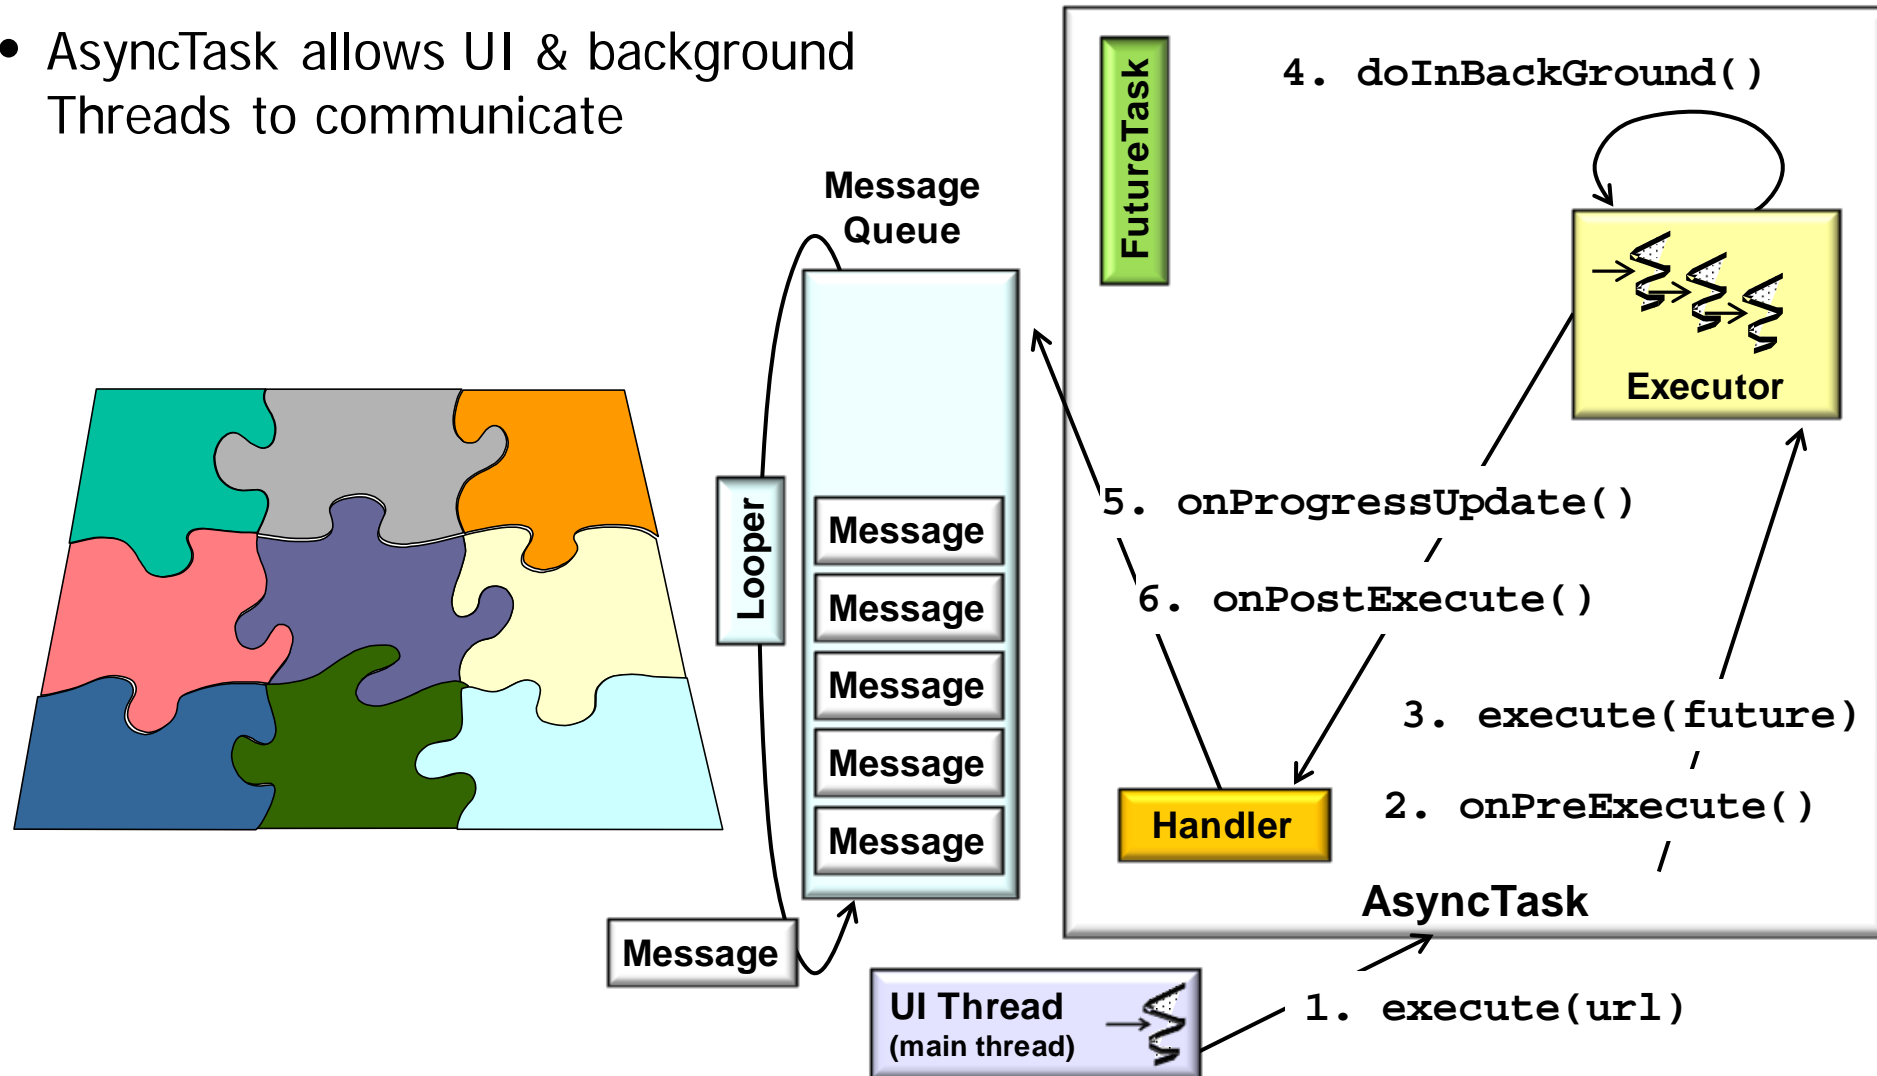 • AsyncTask allows UI & background
Threads to communicate
FutureTask
4. doInBackGround()
Message
Queue
Executor
Looper
Message
Message
Message
Message
Message
5. onProgressUpdate()
6. onPostExecute()
3. execute(future)
2. onPreExecute()
Handler
AsyncTask
Message
UI Thread
(main thread)
1. execute(url)